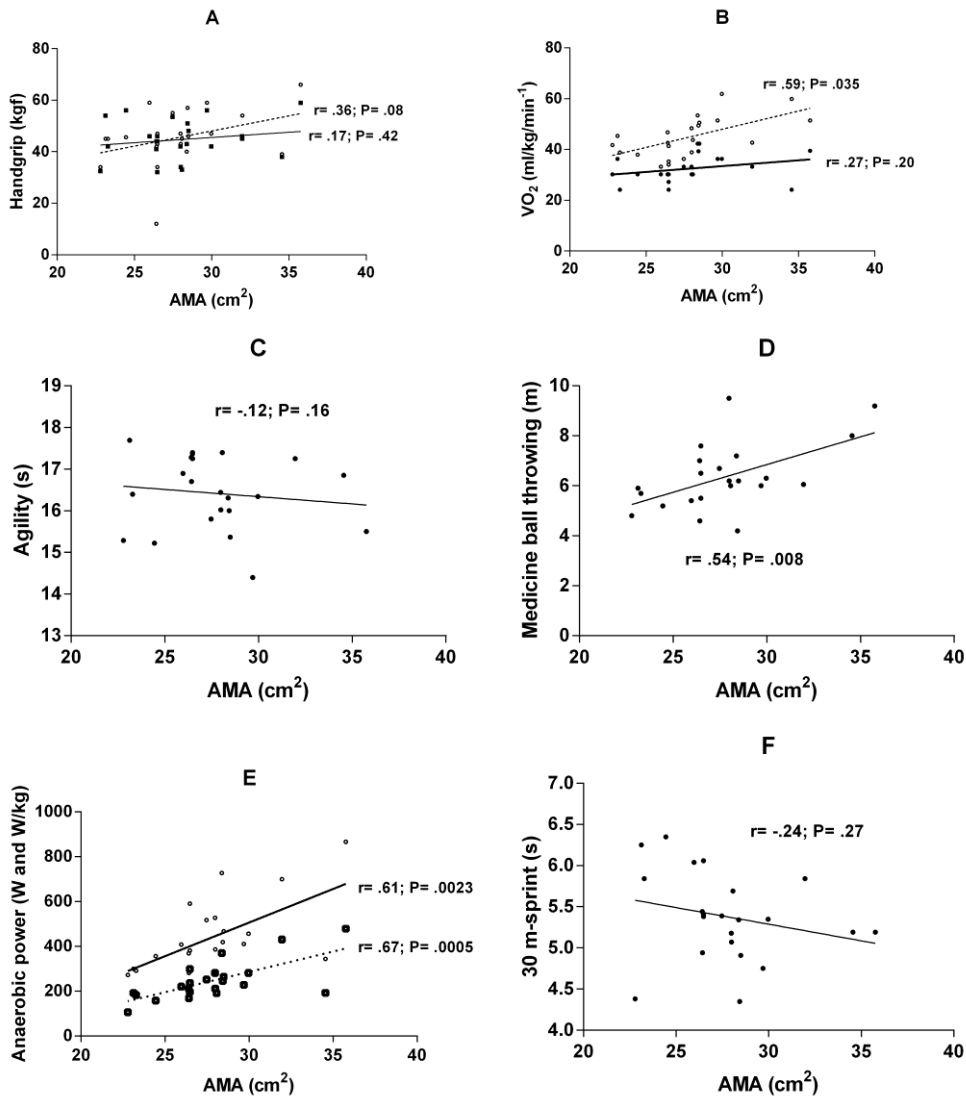 A
Handgrip (kgf)
80
60
40
20
0
r= .36; P= .08
r= .17; P= .42
20 25 30 35 40
AMA (cm²)
B
VO₂ (ml/kg/min⁻¹)
80
60
40
20
0
r= .59; P= .035
r= .27; P= .20
20 25 30 35 40
AMA (cm²)
C
Agility (s)
19
18
17
16
15
14
13
r= -.12; P= .16
20 25 30 35 40
AMA (cm²)
D
Medicine ball throwing (m)
10
8
6
4
2
0
r= .54; P= .008
20 25 30 35 40
AMA (cm²)
E
Anaerobic power (W and W/kg)
1000
800
600
400
200
0
r= .61; P= .0023
r= .67; P= .0005
20 25 30 35 40
AMA (cm²)
F
30 m-sprint (s)
7.0
6.5
6.0
5.5
5.0
4.5
4.0
r= -.24; P= .27
20 25 30 35 40
AMA (cm²)